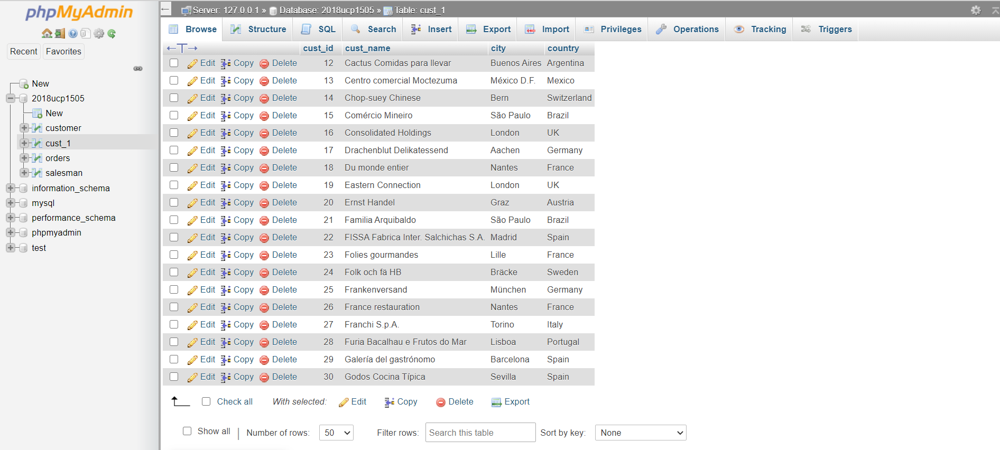 phpMyAdmin
Recent Favorites
New
2018ucp1505
New
customer
cust_1
orders
salesman
information_schema
mysql
performance_schema
phpmyadmin
test
Server: 127.0.0.1 » Database: 2018ucp1505 » Table: cust_1
Browse Structure SQL Search Insert Export Import Privileges Operations Tracking Triggers
←T→ cust_id cust_name city country
Edit Copy Delete 12 Cactus Comidas para llevar Buenos Aires Argentina
Edit Copy Delete 13 Centro comercial Moctezuma México D.F. Mexico
Edit Copy Delete 14 Chop-suey Chinese Bern Switzerland
Edit Copy Delete 15 Comércio Mineiro São Paulo Brazil
Edit Copy Delete 16 Consolidated Holdings London UK
Edit Copy Delete 17 Drachenblut Delikatessend Aachen Germany
Edit Copy Delete 18 Du monde entier Nantes France
Edit Copy Delete 19 Eastern Connection London UK
Edit Copy Delete 20 Ernst Handel Graz Austria
Edit Copy Delete 21 Familia Arquibaldo São Paulo Brazil
Edit Copy Delete 22 FISSA Fabrica Inter. Salchichas S.A. Madrid Spain
Edit Copy Delete 23 Folies gourmandes Lille France
Edit Copy Delete 24 Folk och fä HB Bräcke Sweden
Edit Copy Delete 25 Frankenversand München Germany
Edit Copy Delete 26 France restauration Nantes France
Edit Copy Delete 27 Franchi S.p.A. Torino Italy
Edit Copy Delete 28 Furia Bacalhau e Frutos do Mar Lisboa Portugal
Edit Copy Delete 29 Galería del gastrónomo Barcelona Spain
Edit Copy Delete 30 Godos Cocina Típica Sevilla Spain
Check all With selected: Edit Copy Delete Export
Show all Number of rows: 50 Filter rows: Search this table Sort by key: None